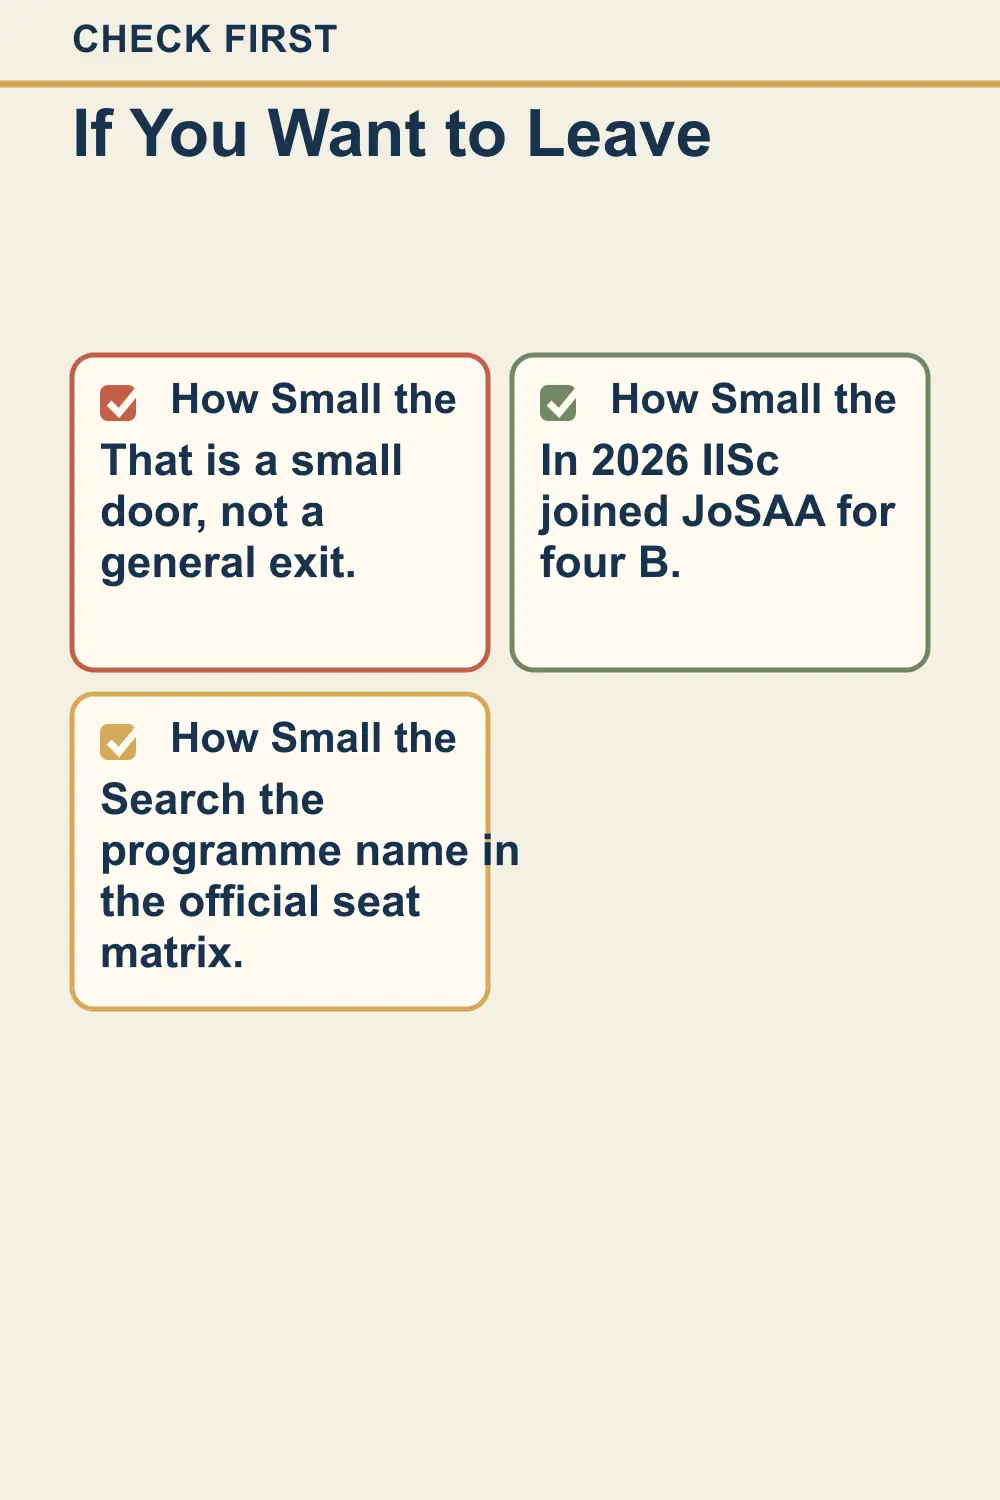 CHECK FIRST
If You Want to Leave
How Small the
That is a small
door, not a
general exit.
How Small the
In 2026 IISc
joined JoSAA for
four B.
How Small the
Search the
programme name in
the official seat
matrix.